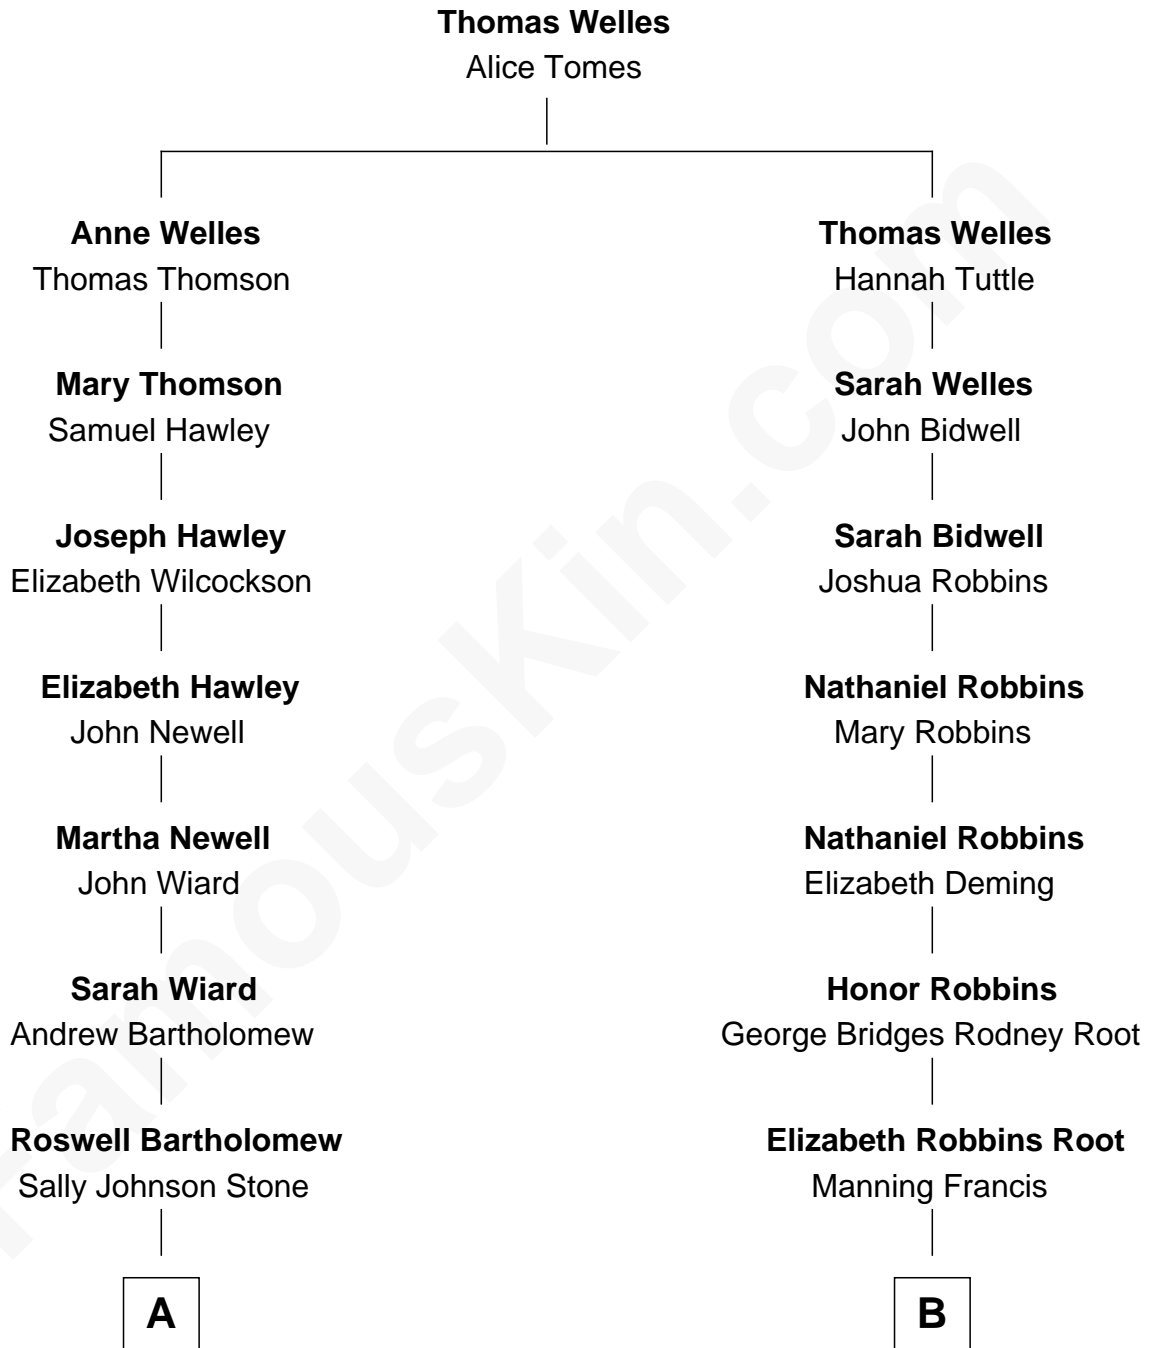 Thomas Welles
Alice Tomes
Anne Welles
Thomas Thomson
Thomas Welles
Hannah Tuttle
Mary Thomson
Samuel Hawley
Sarah Welles
John Bidwell
Joseph Hawley
Elizabeth Wilcockson
Sarah Bidwell
Joshua Robbins
Elizabeth Hawley
John Newell
Nathaniel Robbins
Mary Robbins
Martha Newell
John Wiard
Nathaniel Robbins
Elizabeth Deming
Sarah Wiard
Andrew Bartholomew
Honor Robbins
George Bridges Rodney Root
Roswell Bartholomew
Sally Johnson Stone
Elizabeth Robbins Root
Manning Francis
A
B
FamousKin.com